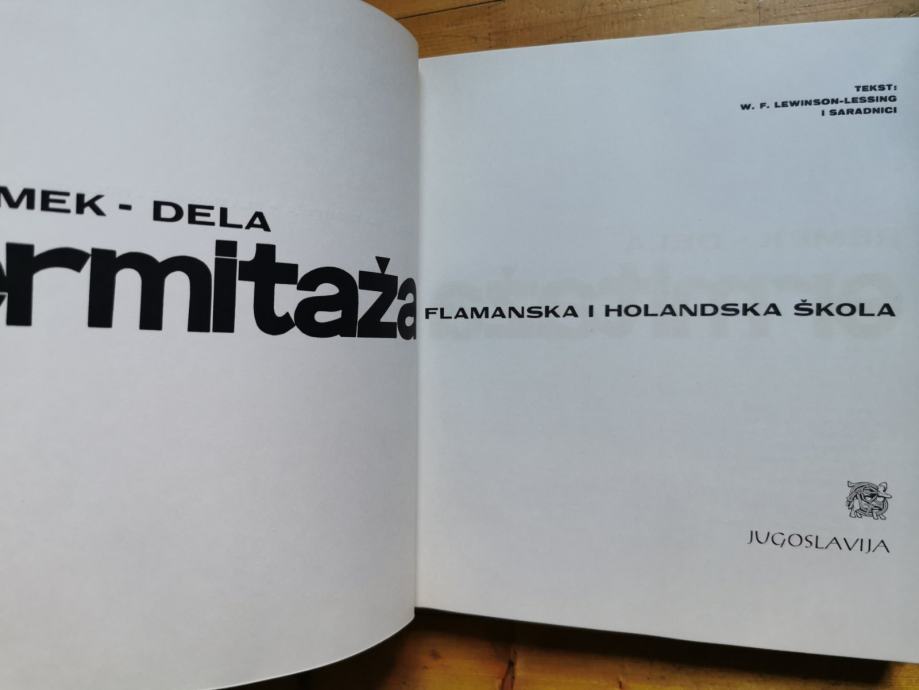 MEK - DELA
ermitaža
TEKST:
W. F. LEWINSON-LESSING
I SARADNICI
FLAMANSKA I HOLANDSKA ŠKOLA
JUGOSLAVIJA